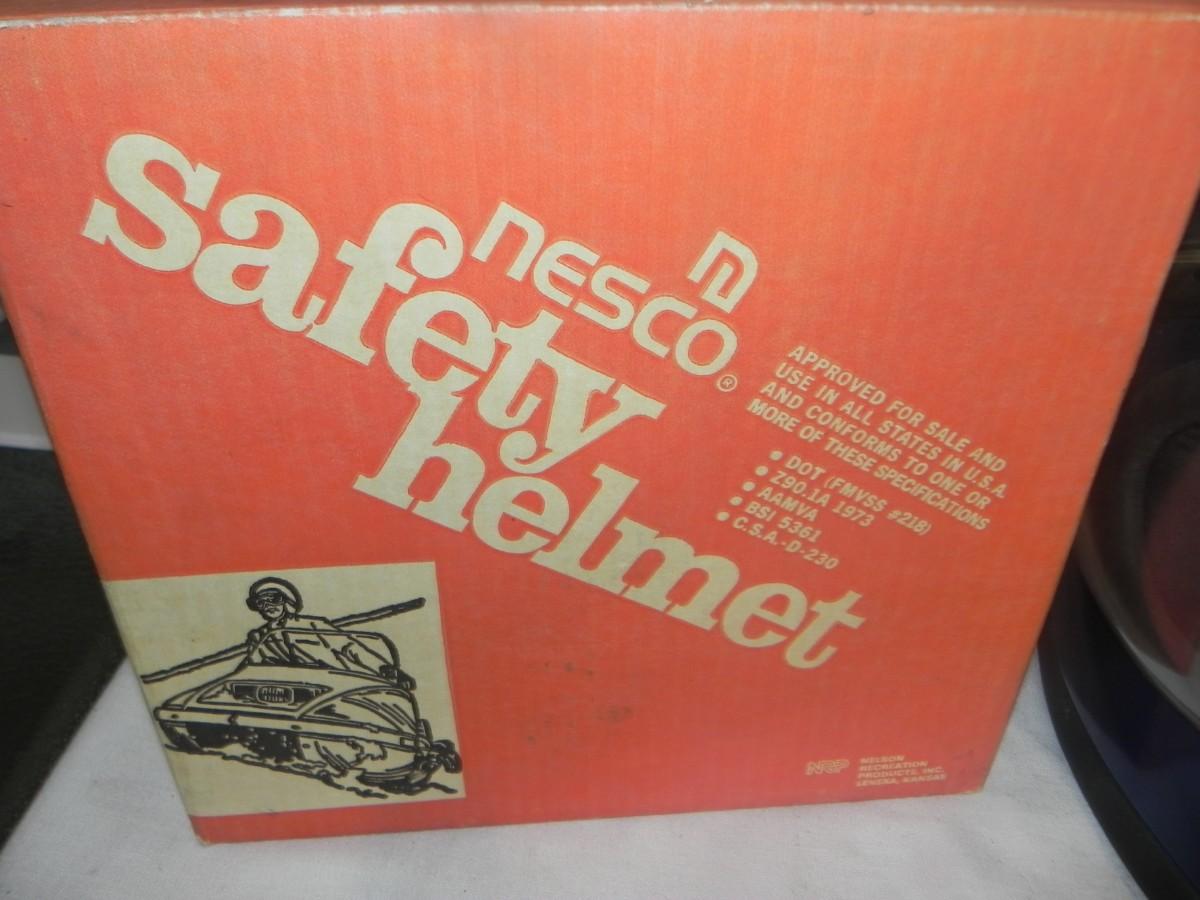 safety
nesco®
helmet
APPROVED FOR SALE AND
USE IN ALL STATES IN U.S.A.
AND CONFORMS TO ONE OR
MORE OF THESE SPECIFICATIONS
• DOT (FMVSS #218)
• Z90.1A 1973
• AAMVA
• BSI 5361
• C.S.A.-D-230
NRP
NELSON
RECREATION
PRODUCTS, INC.
LENEXA, KANSAS